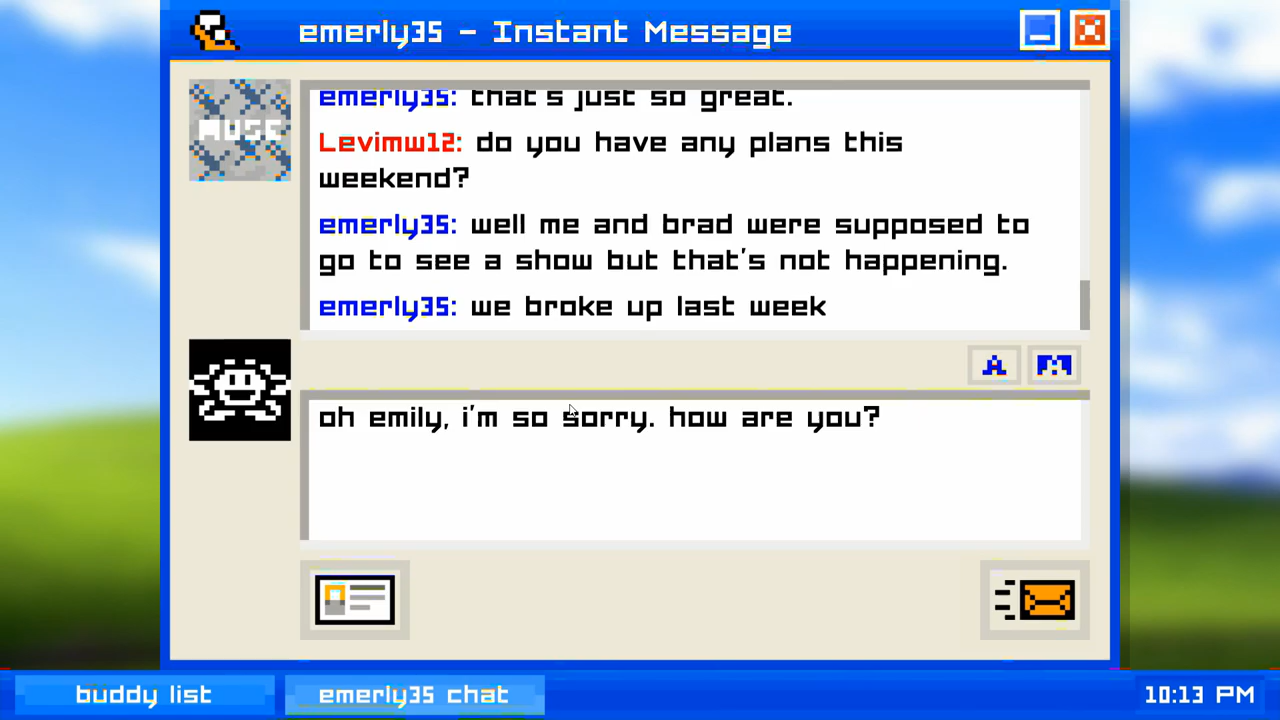 emerly35 - Instant Message
MUSE
emerly35: that's just so great.
Levimw12: do you have any plans this
weekend?
emerly35: well me and brad were supposed to
go to see a show but that's not happening.
emerly35: we broke up last week
A
oh emily, i'm so sorry. how are you?
buddy list
emerly35 chat
10:13 PM